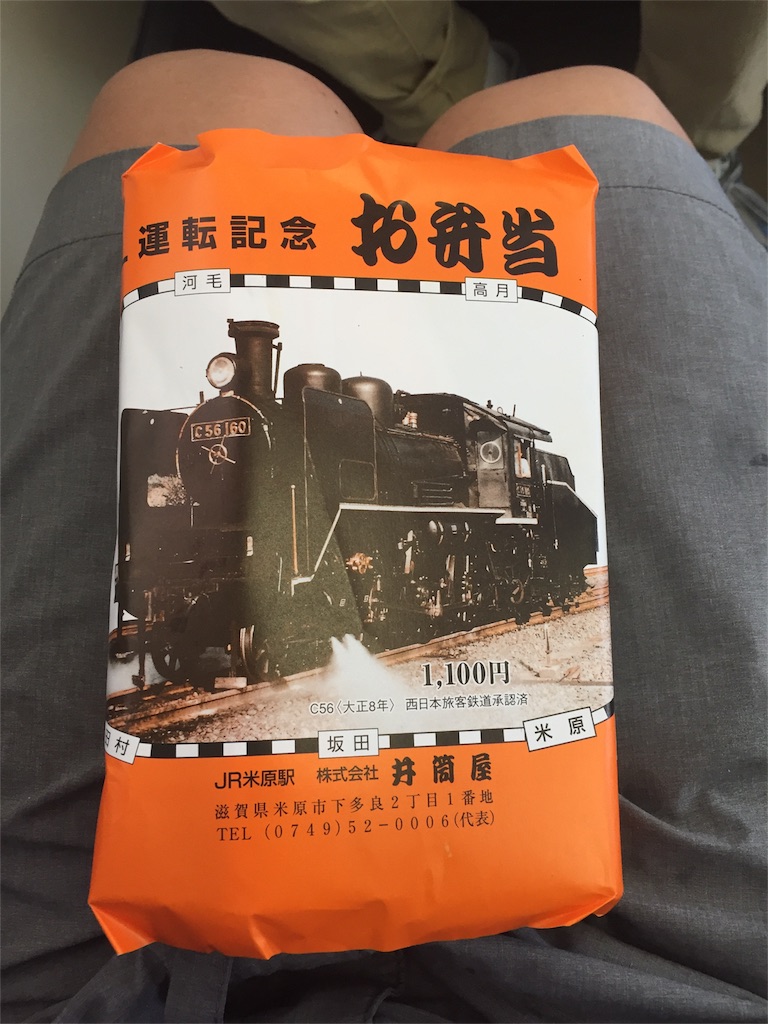 運転記念 お弁当
河毛
高月
C56 160
1,100円
C56〈大正8年〉 西日本旅客鉄道承認済
田村
坂田
米原
JR米原駅 株式会社 井筒屋
滋賀県米原市下多良2丁目1番地
TEL (0749)52-0006(代表)